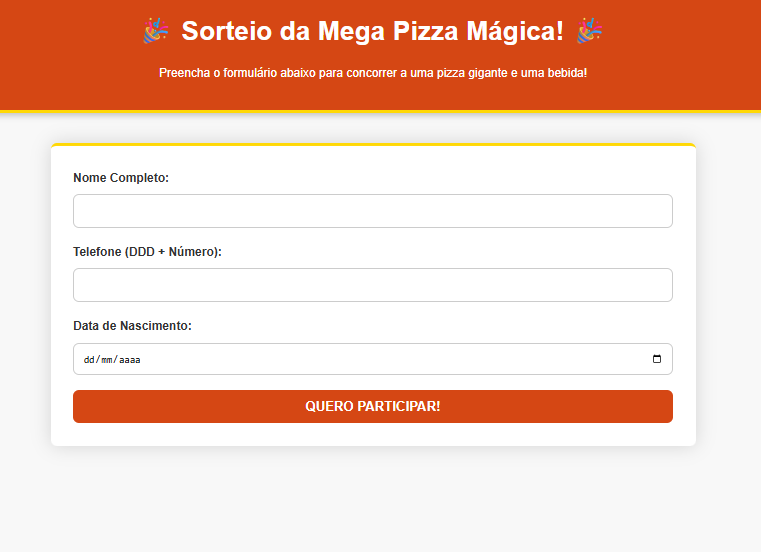 🎉 Sorteio da Mega Pizza Mágica! 🎉
Preencha o formulário abaixo para concorrer a uma pizza gigante e uma bebida!
Nome Completo:
Telefone (DDD + Número):
Data de Nascimento:
dd/mm/aaaa
QUERO PARTICIPAR!